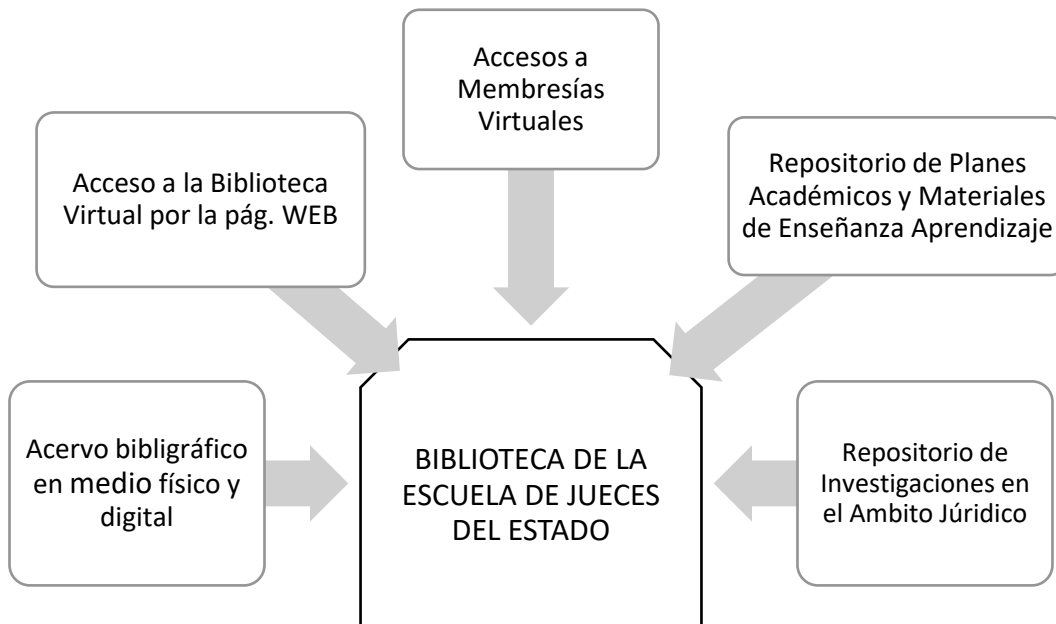 Accesos a
Membresías
Virtuales
Acceso a la Biblioteca
Virtual por la pág. WEB
Repositorio de Planes
Académicos y Materiales
de Enseñanza Aprendizaje
Acervo bibligráfico
en medio físico y
digital
BIBLIOTECA DE LA
ESCUELA DE JUECES
DEL ESTADO
Repositorio de
Investigaciones en
el Ambito Júridico